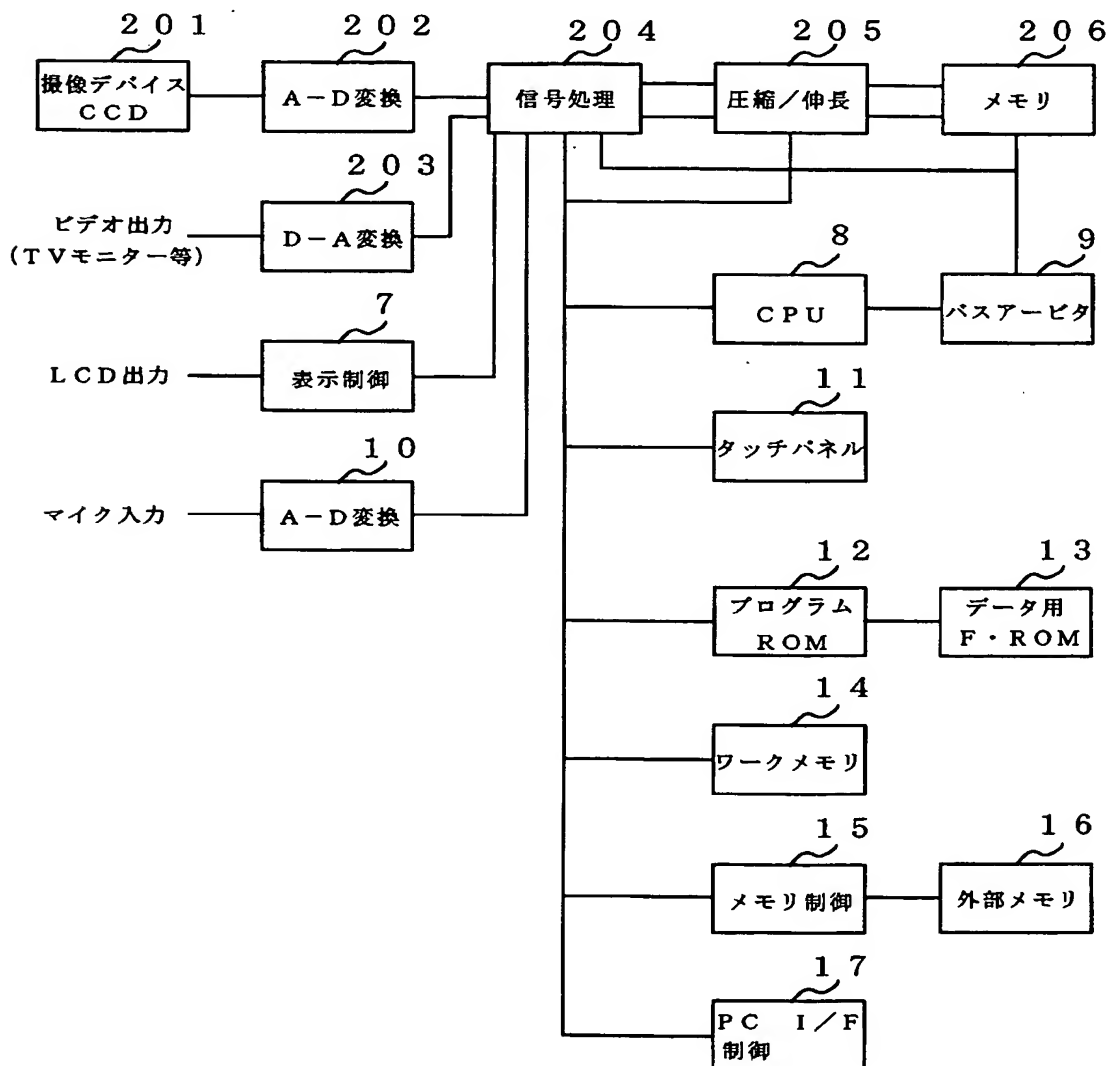 ２０１
撮像デバイス
ＣＣＤ
２０２
Ａ－Ｄ変換
２０４
信号処理
２０５
圧縮／伸長
２０６
メモリ
２０３
ビデオ出力
（ＴＶモニター等）
Ｄ－Ａ変換
８
ＣＰＵ
９
バスアービタ
７
ＬＣＤ出力
表示制御
１１
タッチパネル
１０
マイク入力
Ａ－Ｄ変換
１２
プログラム
ＲＯＭ
１３
データ用
Ｆ・ＲＯＭ
１４
ワークメモリ
１５
メモリ制御
１６
外部メモリ
１７
ＰＣ　Ｉ／Ｆ
制御